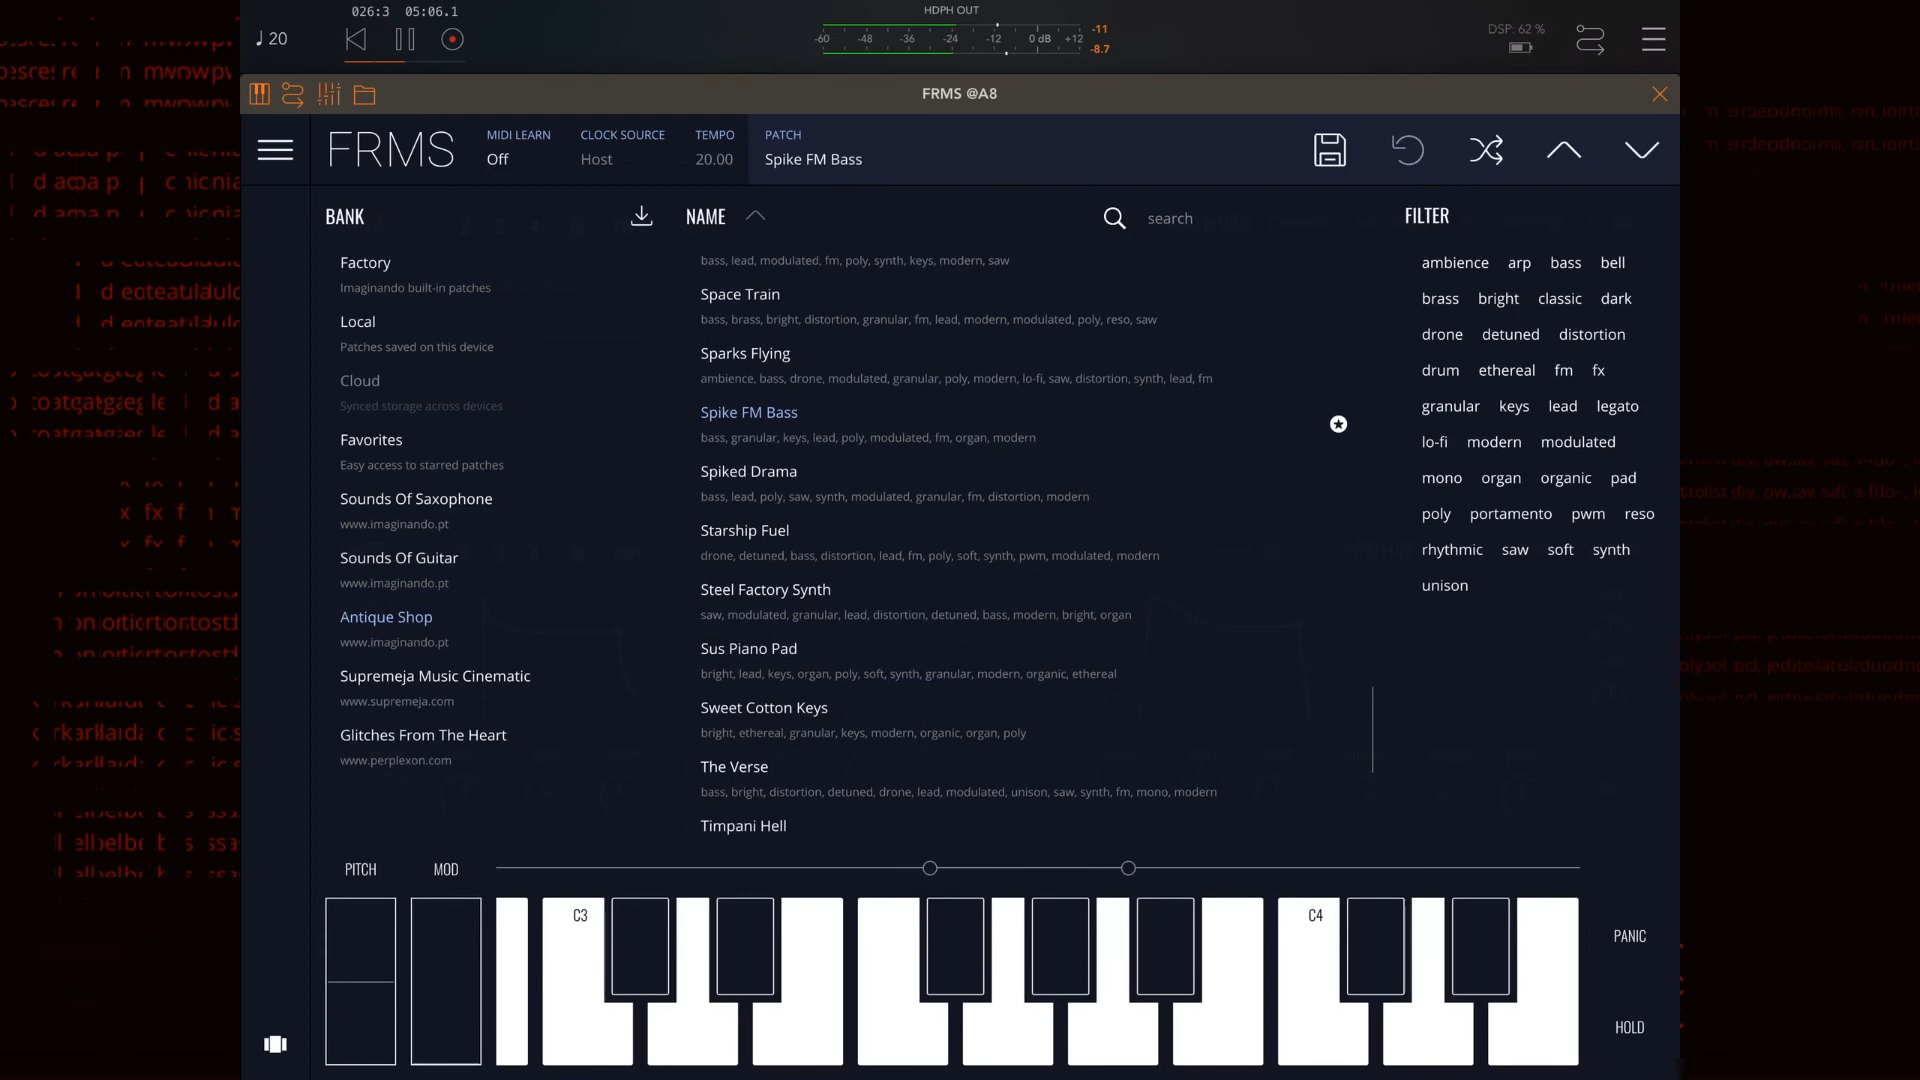 026:3 05:06.1
20
HDPH OUT
-60 -48 -36 -24 -12 0 dB +12
-11
-8.7
DSP: 62 %
FRMS @A8
FRMS
MIDI LEARN
Off
CLOCK SOURCE
Host
TEMPO
20.00
PATCH
Spike FM Bass
BANK
Factory
Imaginando built-in patches
Local
Patches saved on this device
Cloud
Synced storage across devices
Favorites
Easy access to starred patches
Sounds Of Saxophone
www.imaginando.pt
Sounds Of Guitar
www.imaginando.pt
Antique Shop
www.imaginando.pt
Supremeja Music Cinematic
www.supremeja.com
Glitches From The Heart
www.perplexon.com
NAME
search
bass, lead, modulated, fm, poly, synth, keys, modern, saw
Space Train
bass, brass, bright, distortion, granular, fm, lead, modern, modulated, poly, reso, saw
Sparks Flying
ambience, bass, drone, modulated, granular, poly, modern, lo-fi, saw, distortion, synth, lead, fm
Spike FM Bass
bass, granular, keys, lead, poly, modulated, fm, organ, modern
Spiked Drama
bass, lead, poly, saw, synth, modulated, granular, fm, distortion, modern
Starship Fuel
drone, detuned, bass, distortion, lead, fm, poly, soft, synth, pwm, modulated, modern
Steel Factory Synth
saw, modulated, granular, lead, distortion, detuned, bass, modern, bright, organ
Sus Piano Pad
bright, lead, keys, organ, poly, soft, synth, granular, modern, organic, ethereal
Sweet Cotton Keys
bright, ethereal, granular, keys, modern, organic, organ, poly
The Verse
bass, bright, distortion, detuned, drone, lead, modulated, unison, saw, synth, fm, mono, modern
Timpani Hell
FILTER
ambience arp bass bell
brass bright classic dark
drone detuned distortion
drum ethereal fm fx
granular keys lead legato
lo-fi modern modulated
mono organ organic pad
poly portamento pwm reso
rhythmic saw soft synth
unison
PITCH
MOD
C3
C4
PANIC
HOLD